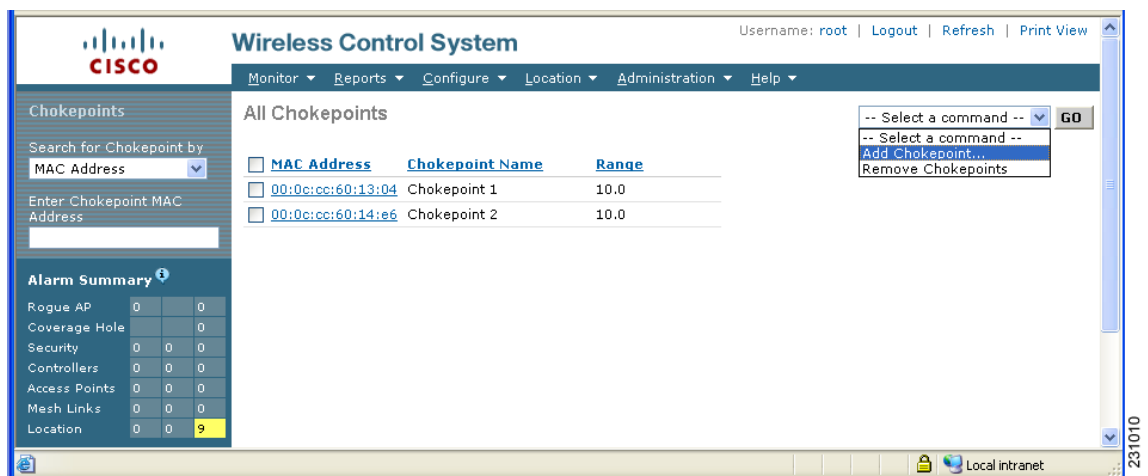 CISCO
Wireless Control System
Username: root | Logout | Refresh | Print View
Monitor Reports Configure Location Administration Help
Chokepoints
Search for Chokepoint by
MAC Address
Enter Chokepoint MAC
Address
All Chokepoints
-- Select a command -- GO
-- Select a command --
Add Chokepoint...
Remove Chokepoints
MAC Address Chokepoint Name Range
00:0c:cc:60:13:04 Chokepoint 1 10.0
00:0c:cc:60:14:e6 Chokepoint 2 10.0
Alarm Summary
Rogue AP 0 0
Coverage Hole 0
Security 0 0 0
Controllers 0 0 0
Access Points 0 0 0
Mesh Links 0 0 0
Location 0 0 9
Local intranet
231010